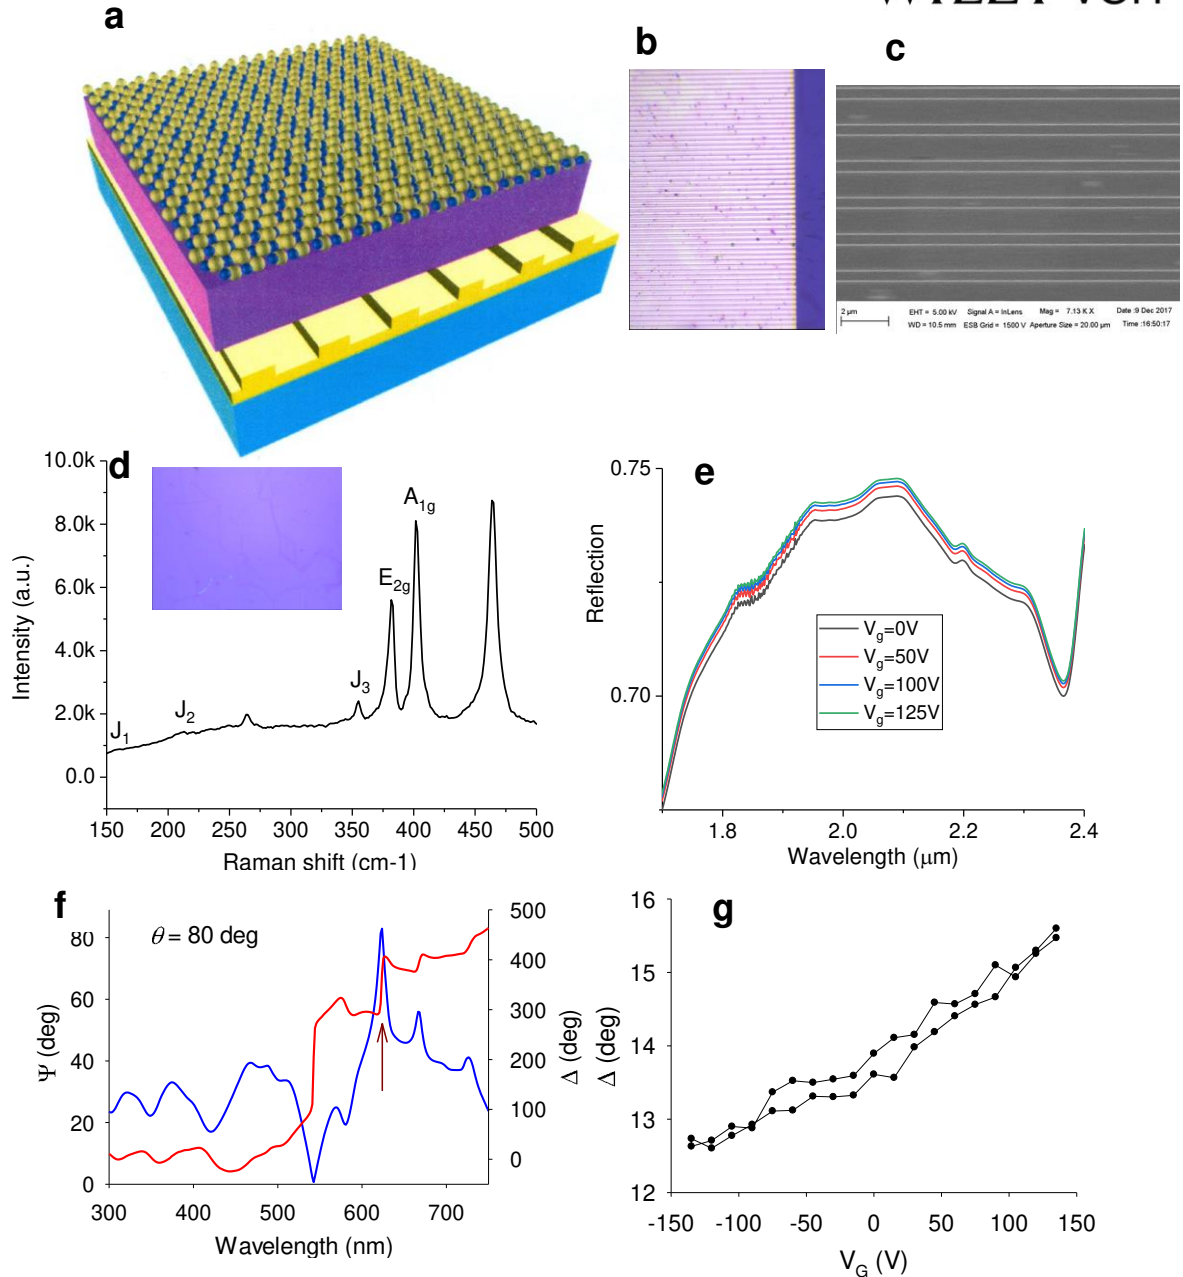 WILEY-VCH
a
b
c
2 µm
EHT = 5.00 kV Signal A = InLens Mag = 7.13 K X Date :9 Dec 2017
WD = 10.5 mm ESB Grid = 1500 V Aperture Size = 20.00 µm Time :16:50:17
d
10.0k
8.0k
6.0k
4.0k
2.0k
0.0
Intensity (a.u.)
J1
J2
J3
E2g
A1g
150 200 250 300 350 400 450 500
Raman shift (cm-1)
e
0.75
0.70
Reflection
Vg=0V
Vg=50V
Vg=100V
Vg=125V
1.8 2.0 2.2 2.4
Wavelength (µm)
f
θ = 80 deg
80
60
40
20
0
Ψ (deg)
500
400
300
200
100
0
Δ (deg)
300 400 500 600 700
Wavelength (nm)
g
16
15
14
13
12
Δ (deg)
-150 -100 -50 0 50 100 150
VG (V)